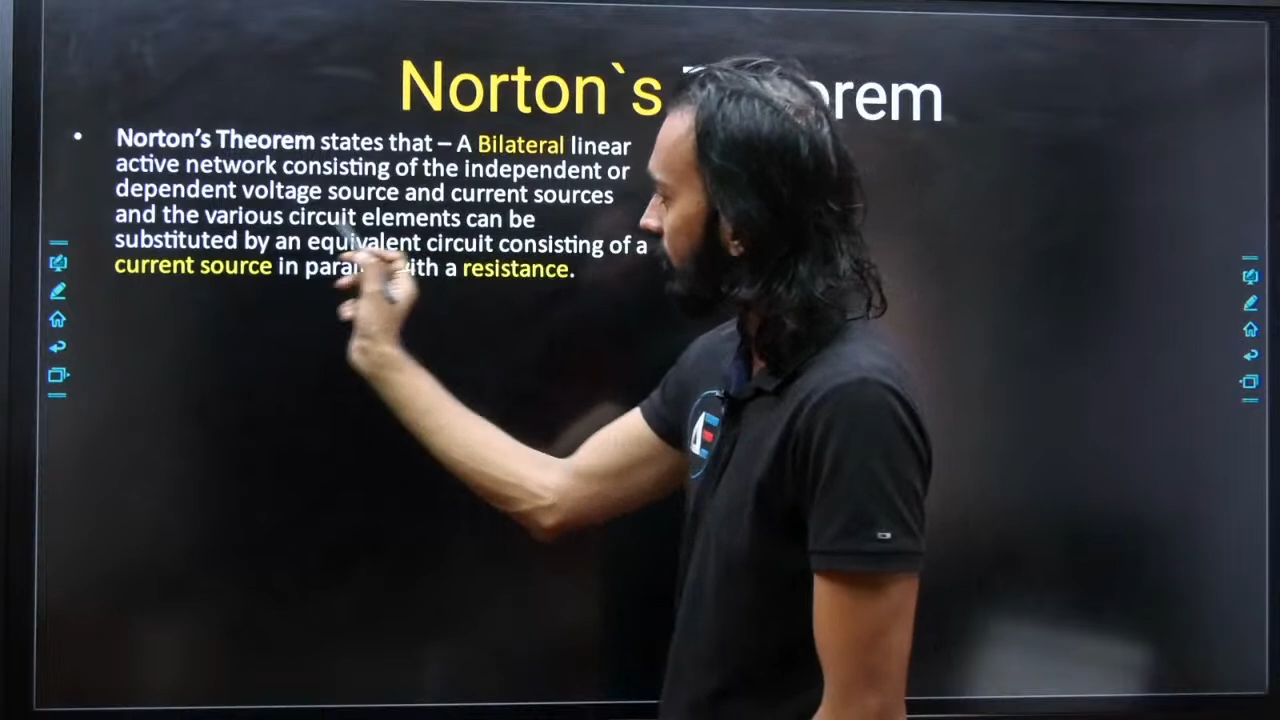 Norton`s
Norton's Theorem states that – A Bilateral linear
active network consisting of the independent or
dependent voltage source and current sources
and the various circuit elements can be
substituted by an equivalent circuit consisting of a
current source in with a resistance.